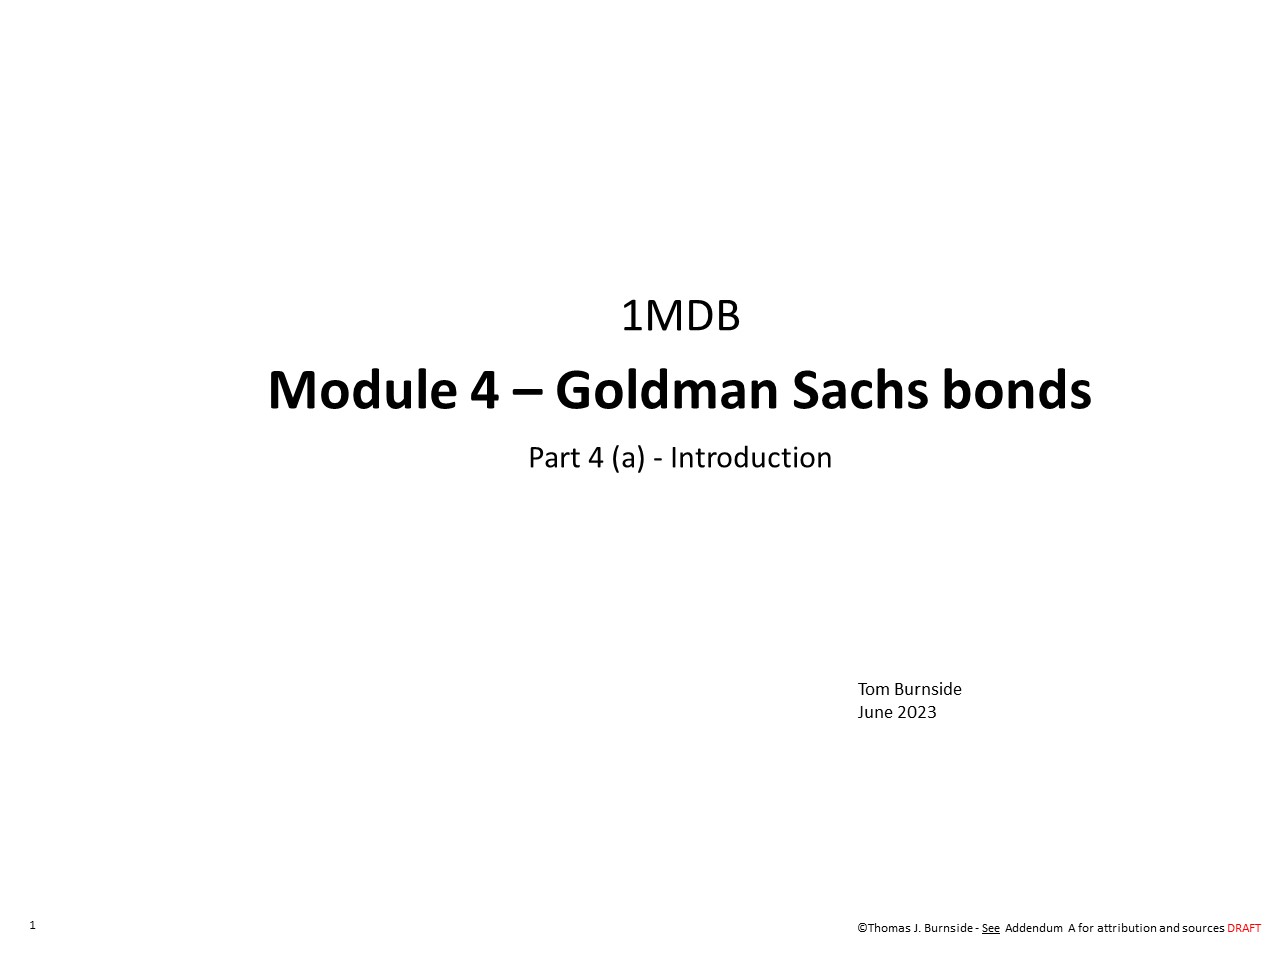 1MDB
Module 4 – Goldman Sachs bonds
Part 4 (a) - Introduction
Tom Burnside
June 2023
1
©Thomas J. Burnside - See Addendum A for attribution and sources DRAFT